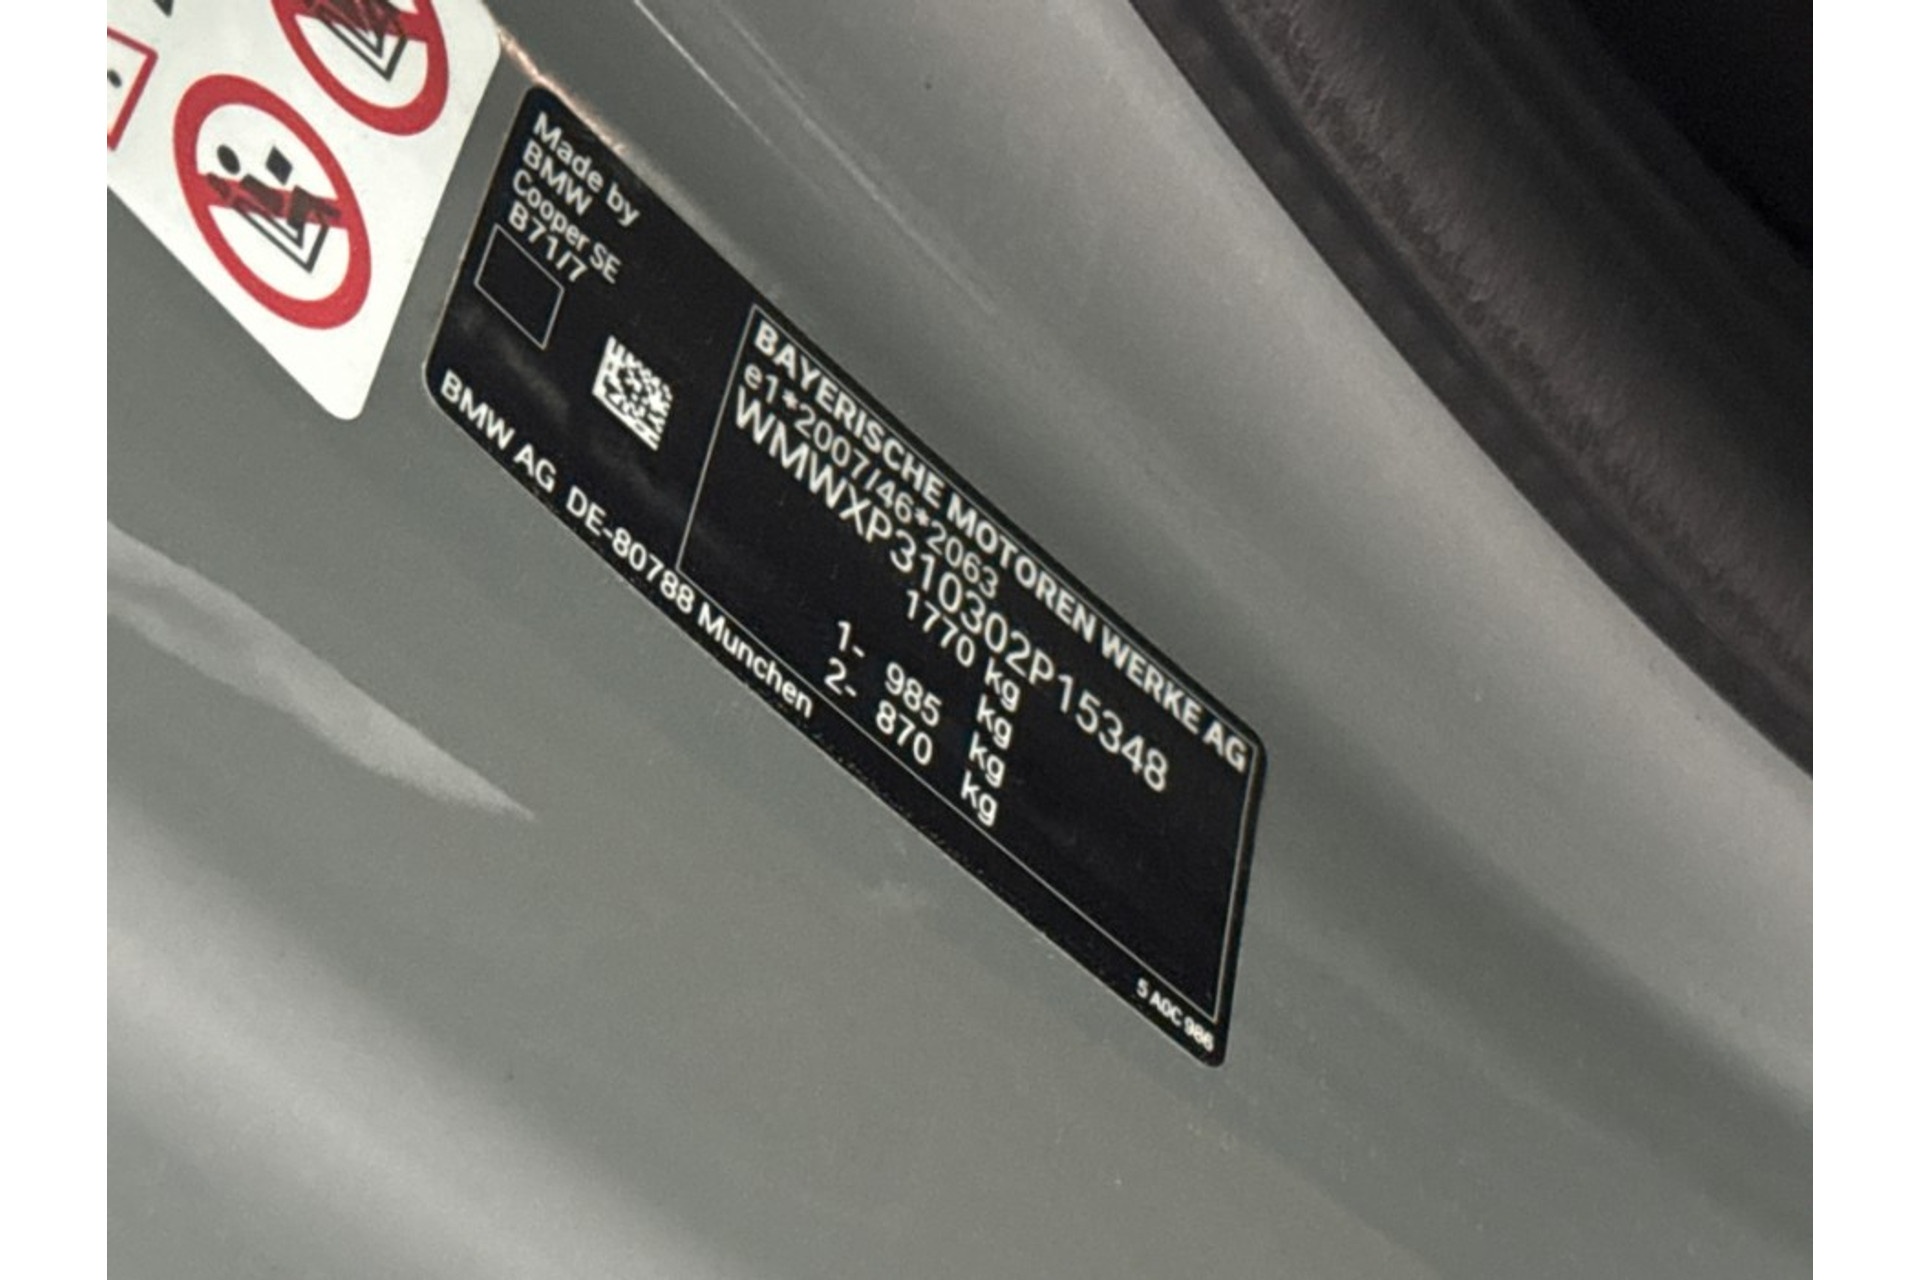 Made by
BMW
Cooper SE
B71/7
BAYERISCHE MOTOREN WERKE AG
e1*2007/46*2063
WMWXP310302P15348
1770 kg
kg
1- 985 kg
2- 870 kg
BMW AG DE-80788 Munchen
5 A0C 986